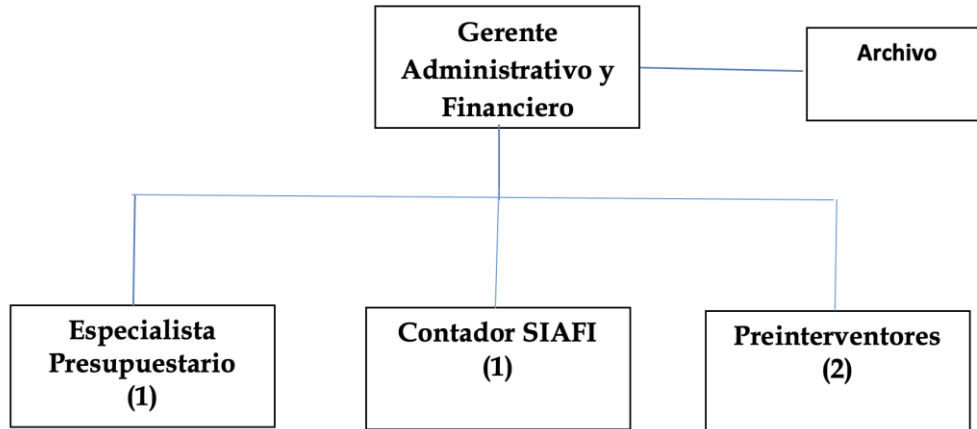 Gerente
Administrativo y
Financiero
Archivo
Especialista
Presupuestario
(1)
Contador SIAFI
(1)
Preinterventores
(2)